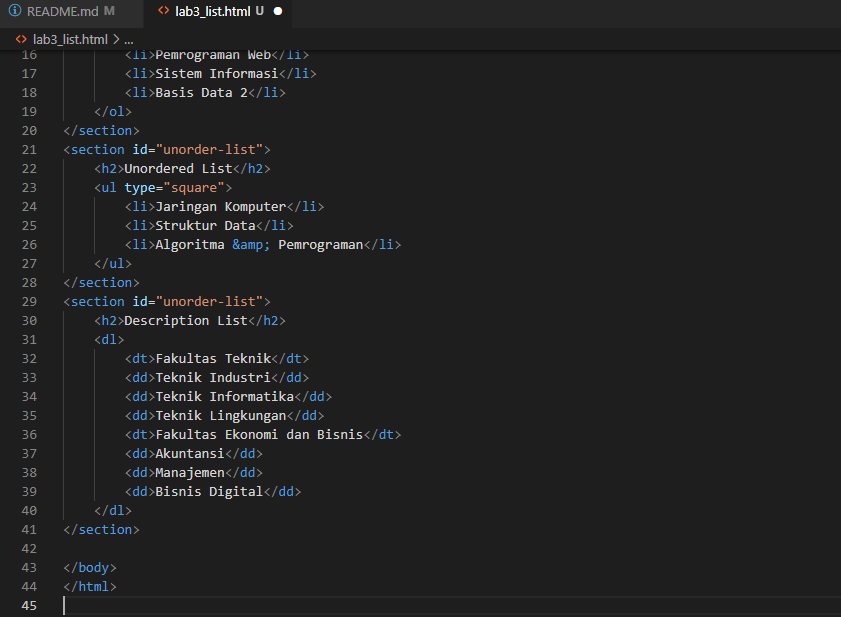 README.md M
lab3_list.html U
lab3_list.html > ...
16 <li>Pemrograman Web</li>
17 <li>Sistem Informasi</li>
18 <li>Basis Data 2</li>
19 </ol>
20 </section>
21 <section id="unorder-list">
22 <h2>Unordered List</h2>
23 <ul type="square">
24 <li>Jaringan Komputer</li>
25 <li>Struktur Data</li>
26 <li>Algoritma &amp; Pemrograman</li>
27 </ul>
28 </section>
29 <section id="unorder-list">
30 <h2>Description List</h2>
31 <dl>
32 <dt>Fakultas Teknik</dt>
33 <dd>Teknik Industri</dd>
34 <dd>Teknik Informatika</dd>
35 <dd>Teknik Lingkungan</dd>
36 <dt>Fakultas Ekonomi dan Bisnis</dt>
37 <dd>Akuntansi</dd>
38 <dd>Manajemen</dd>
39 <dd>Bisnis Digital</dd>
40 </dl>
41 </section>
42
43 </body>
44 </html>
45